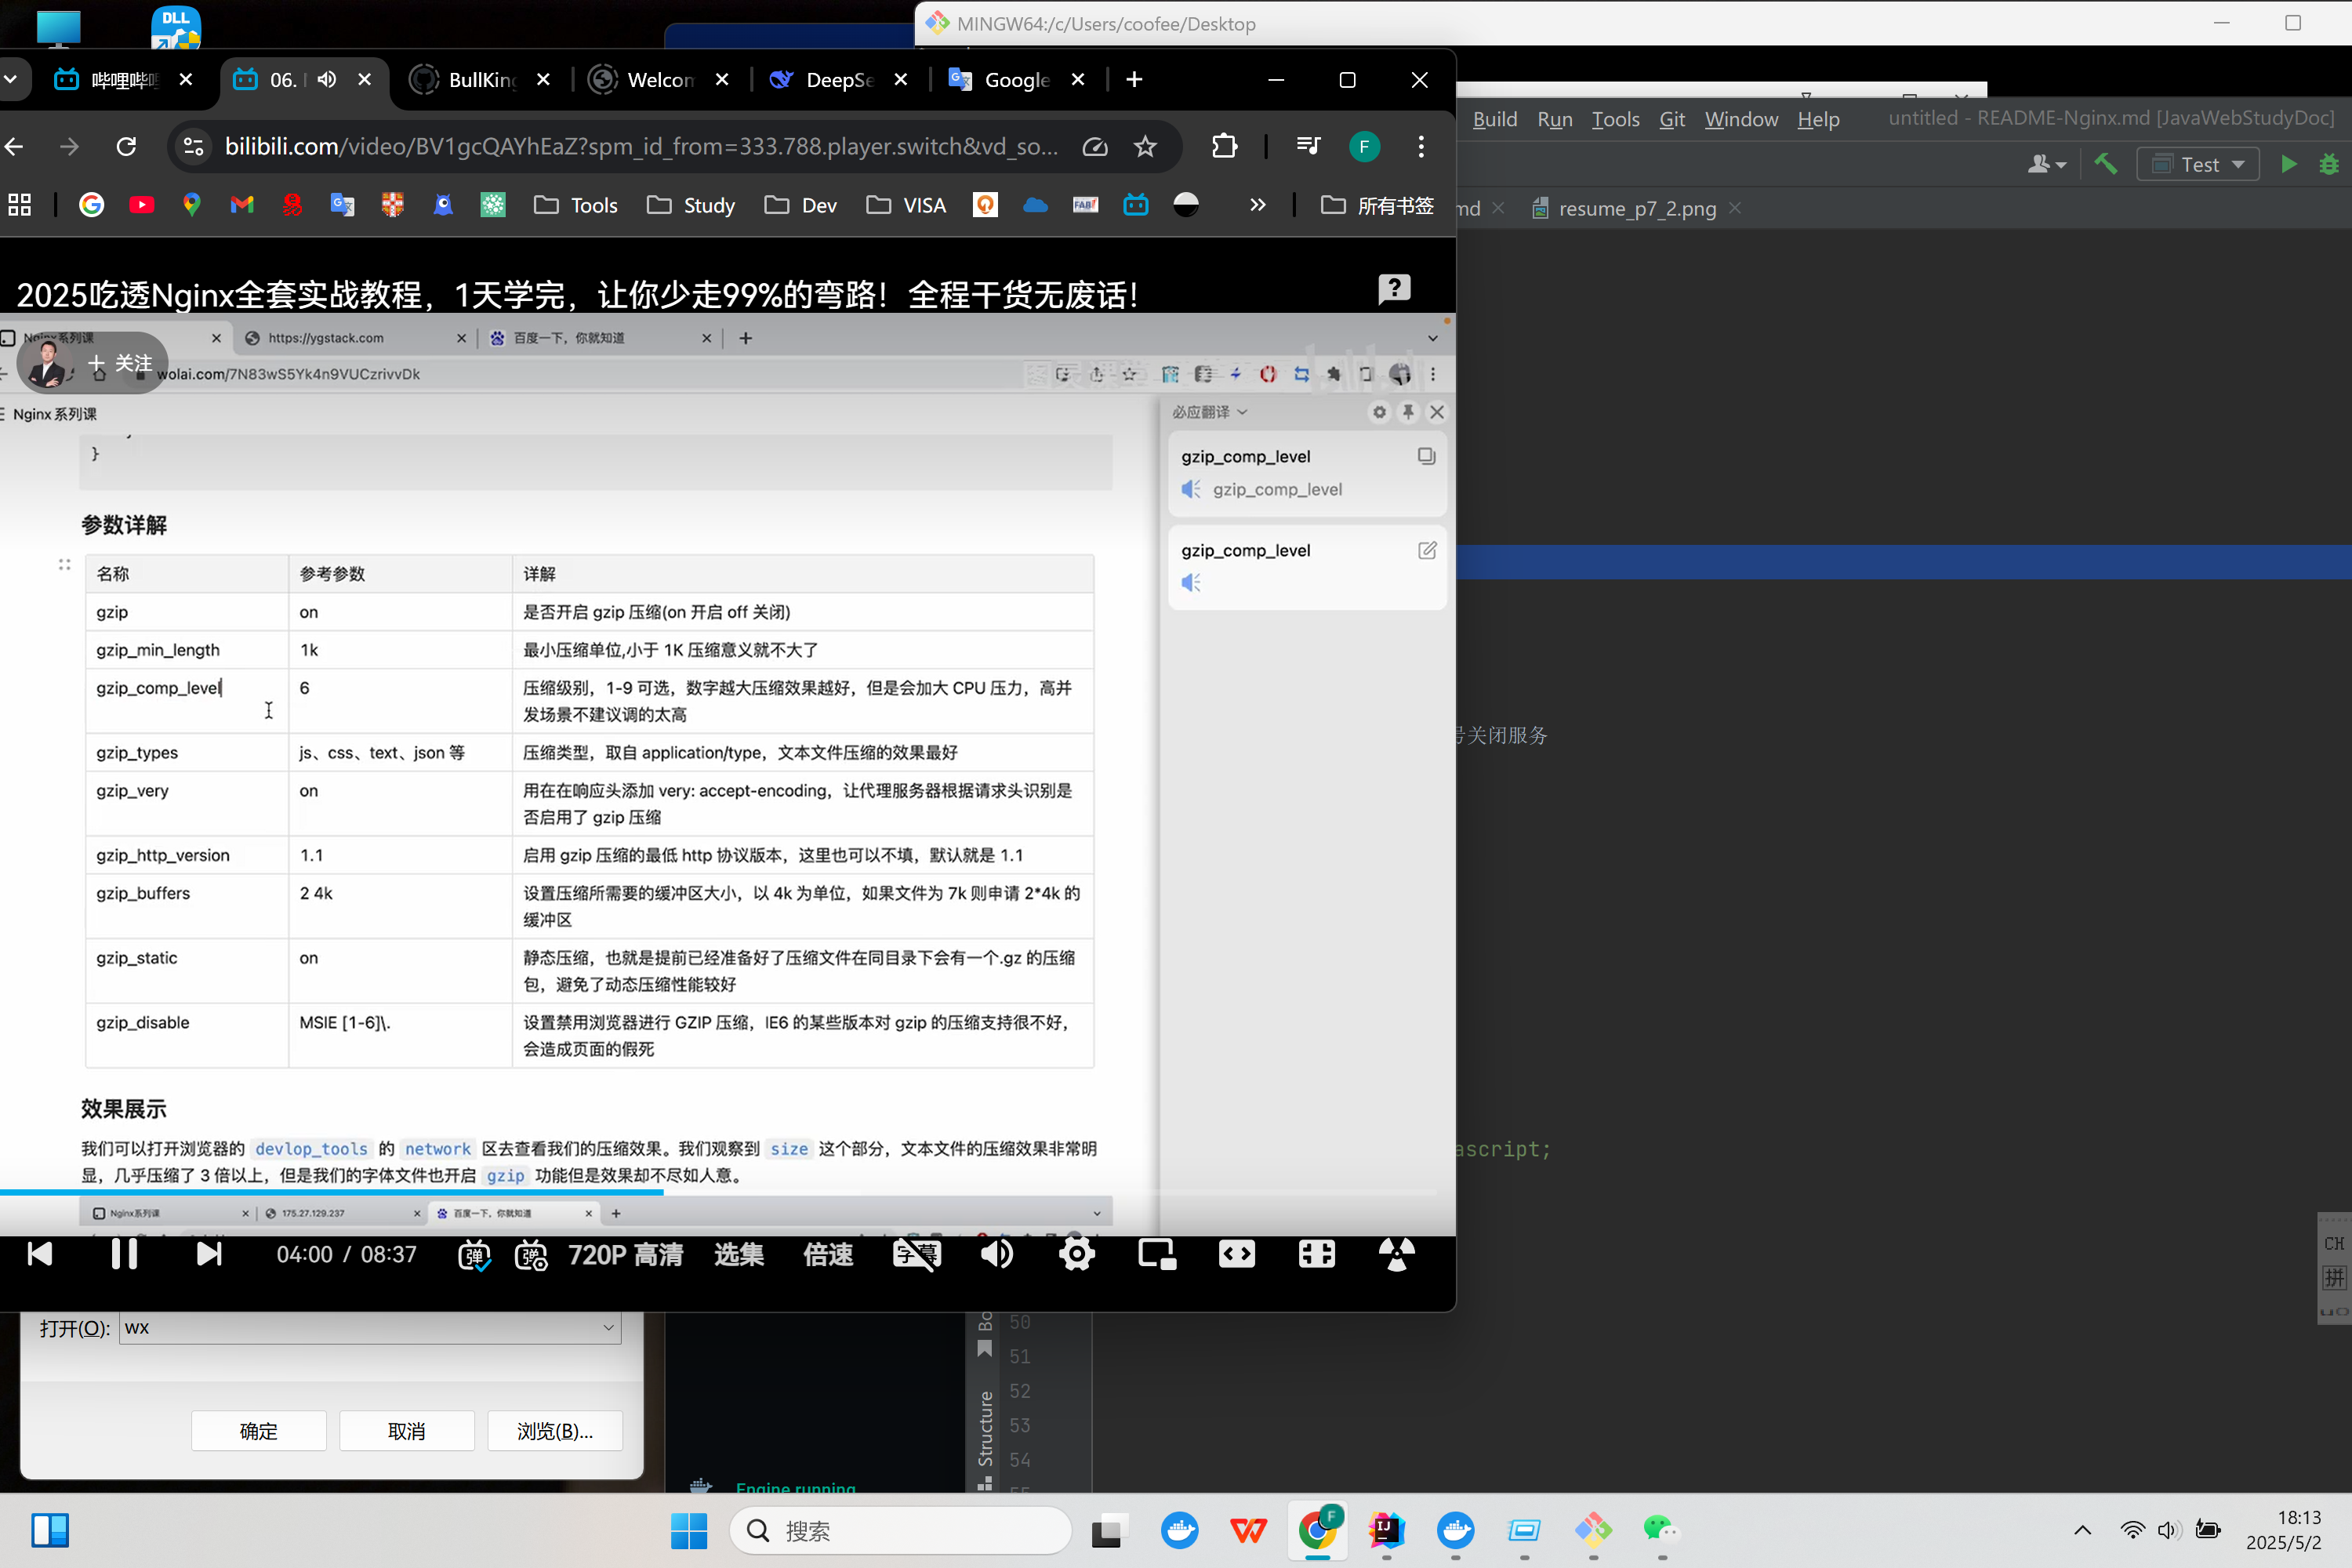 DLL
MINGW64:/c/Users/coofee/Desktop
哔哩哔哩
06.
BullKing
Welcom
DeepSe
Google
bilibili.com/video/BV1gcQAYhEaZ?spm_id_from=333.788.player.switch&vd_so...
F
Tools
Study
Dev
VISA
所有书签
Build Run Tools Git Window Help
untitled - README-Nginx.md [JavaWebStudyDoc]
Test
md
resume_p7_2.png
2025吃透Nginx全套实战教程，1天学完，让你少走99%的弯路！全程干货无废话！
Nginx系列课
https://ygstack.com
百度一下，你就知道
+ 关注
wolai.com/7N83wS5Yk4n9VUCzrivvDk
bilibili
Nginx 系列课
}
参数详解
名称 参考参数 详解
gzip on 是否开启 gzip 压缩(on 开启 off 关闭)
gzip_min_length 1k 最小压缩单位,小于 1K 压缩意义就不大了
gzip_comp_level 6 压缩级别，1-9 可选，数字越大压缩效果越好，但是会加大 CPU 压力，高并
发场景不建议调的太高
gzip_types js、css、text、json 等 压缩类型，取自 application/type，文本文件压缩的效果最好
gzip_very on 用在在响应头添加 very: accept-encoding，让代理服务器根据请求头识别是
否启用了 gzip 压缩
gzip_http_version 1.1 启用 gzip 压缩的最低 http 协议版本，这里也可以不填，默认就是 1.1
gzip_buffers 2 4k 设置压缩所需要的缓冲区大小，以 4k 为单位，如果文件为 7k 则申请 2*4k 的
缓冲区
gzip_static on 静态压缩，也就是提前已经准备好了压缩文件在同目录下会有一个.gz 的压缩
包，避免了动态压缩性能较好
gzip_disable MSIE [1-6]\. 设置禁用浏览器进行 GZIP 压缩，IE6 的某些版本对 gzip 的压缩支持很不好，
会造成页面的假死
效果展示
我们可以打开浏览器的 devlop_tools 的 network 区去查看我们的压缩效果。我们观察到 size 这个部分，文本文件的压缩效果非常明
显，几乎压缩了 3 倍以上，但是我们的字体文件也开启 gzip 功能但是效果却不尽如人意。
Nginx系列课
175.27.129.237
百度一下，你就知道
必应翻译
gzip_comp_level
gzip_comp_level
gzip_comp_level
号关闭服务
ascript;
04:00 / 08:37
弹
弹
720P 高清
选集
倍速
字幕
CH
拼
打开(O): wx
确定
取消
浏览(B)...
Engine running
Bo
Structure
50
51
52
53
54
55
搜索
F
IJ
18:13
2025/5/2